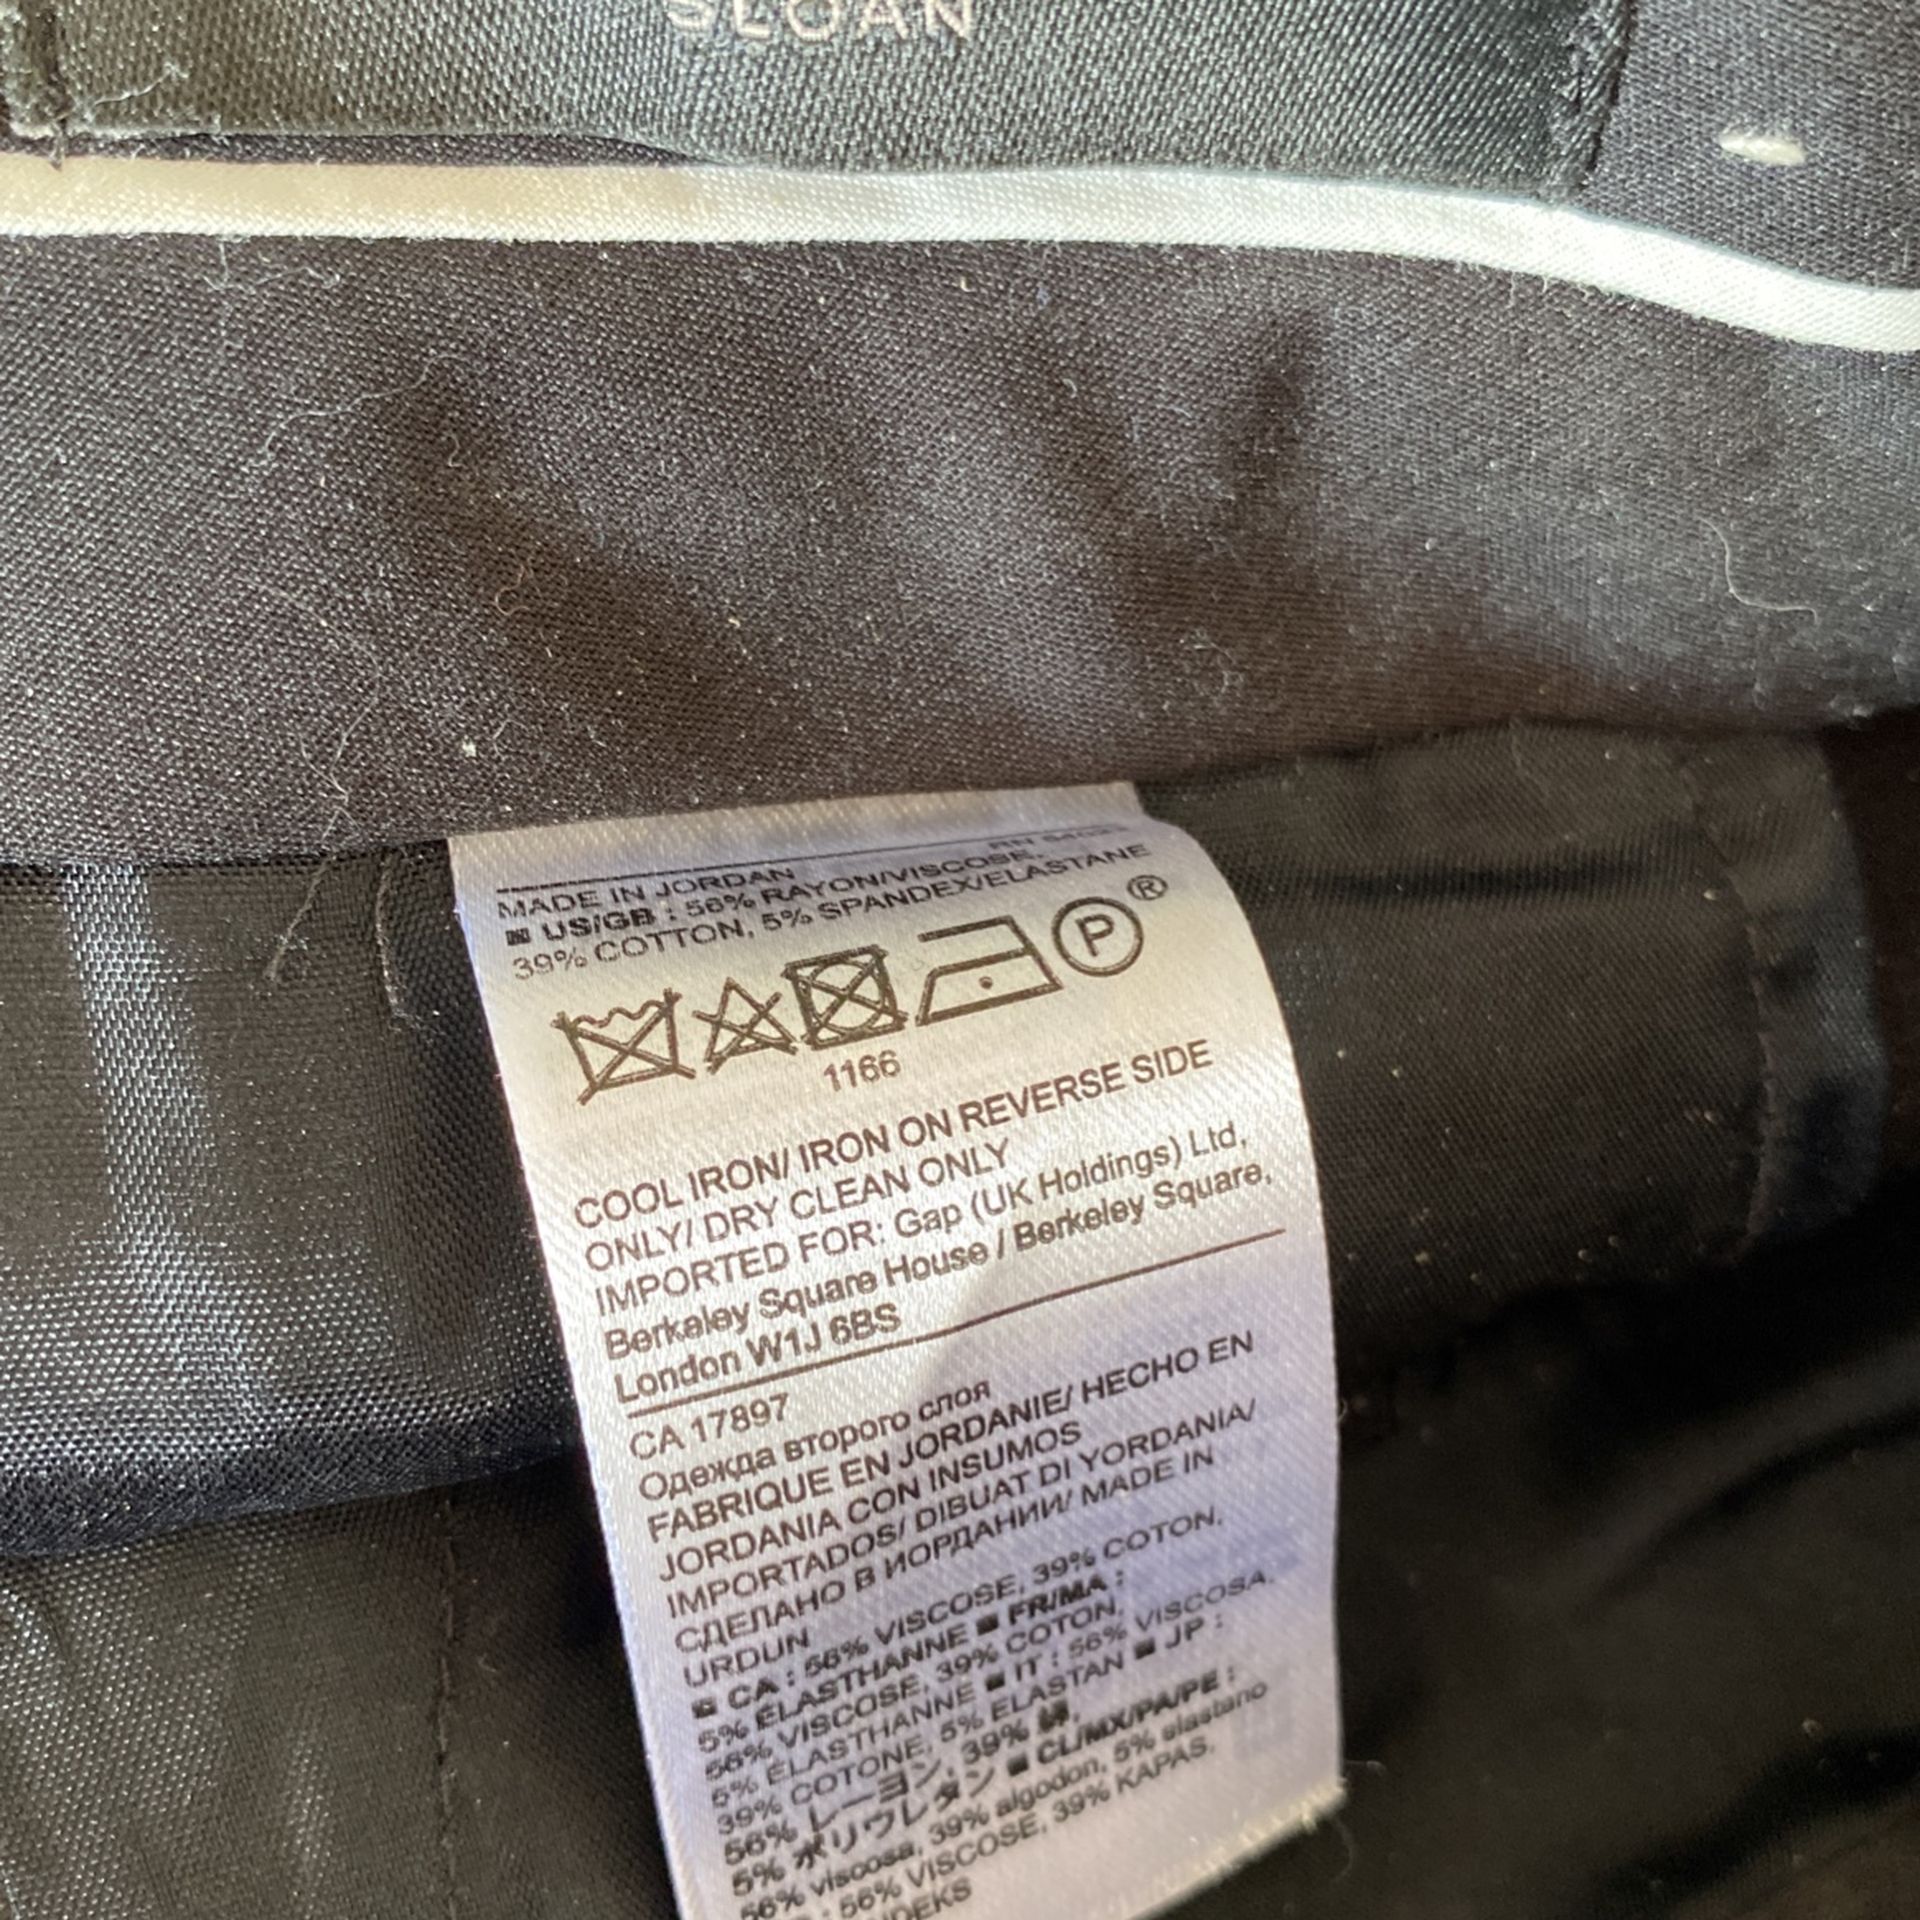 SLOAN
MADE IN JORDAN
■ US/GB : 56% RAYON/VISCOSE,
39% COTTON, 5% SPANDEX/ELASTANE
P ®
1166
COOL IRON/ IRON ON REVERSE SIDE
ONLY/ DRY CLEAN ONLY
IMPORTED FOR: Gap (UK Holdings) Ltd,
Berkeley Square House / Berkeley Square,
London W1J 6BS
CA 17897
Одежда второго слоя
FABRIQUE EN JORDANIE/ HECHO EN
JORDANIA CON INSUMOS
IMPORTADOS/ DIBUAT DI YORDANIA/
СДЕЛАНО В ИОРДАНИИ/ MADE IN
URDUN
■ CA : 56% VISCOSE, 39% COTON,
5% ÉLASTHANNE ■ FR/MA :
56% VISCOSE, 39% COTON,
5% ÉLASTHANNE ■ IT : 56% VISCOSA,
39% COTONE, 5% ELASTAN ■ JP :
56% レーヨン, 39% 綿,
5% ポリウレタン ■ CL/MX/PA/PE :
56% viscosa, 39% algodon, 5% elastano
: 56% VISCOSE, 39% KAPAS,